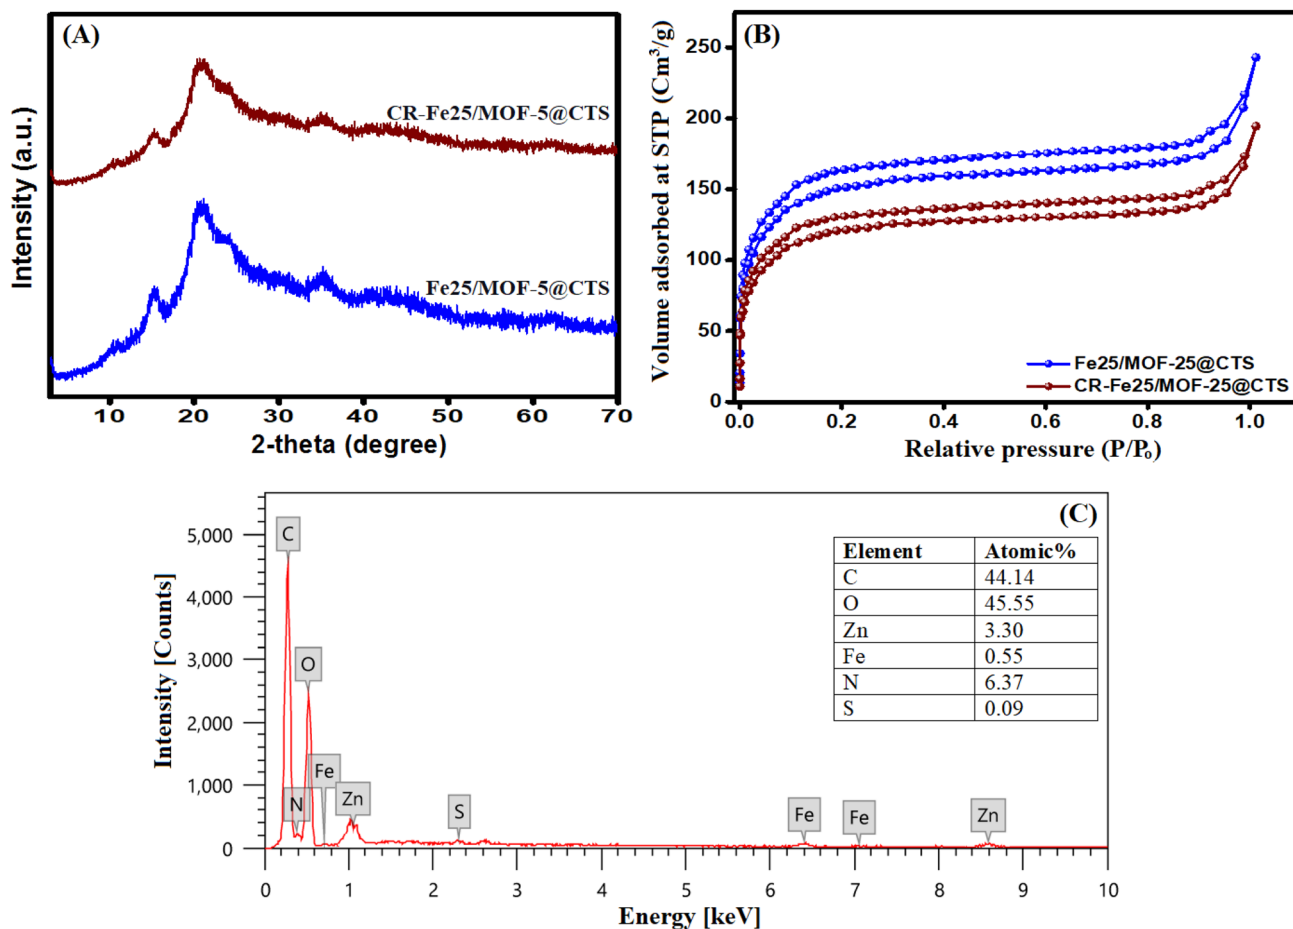 (A)
Intensity (a.u.)
CR-Fe25/MOF-5@CTS
Fe25/MOF-5@CTS
10 20 30 40 50 60 70
2-theta (degree)
(B)
Volume adsorbed at STP (Cm³/g)
250
200
150
100
50
0
Fe25/MOF-25@CTS
CR-Fe25/MOF-25@CTS
0.0 0.2 0.4 0.6 0.8 1.0
Relative pressure (P/Pₒ)
(C)
Intensity [Counts]
5,000
4,000
3,000
2,000
1,000
0
C
O
N
Fe
Zn
S
Fe
Fe
Zn
Element Atomic%
C 44.14
O 45.55
Zn 3.30
Fe 0.55
N 6.37
S 0.09
0 1 2 3 4 5 6 7 8 9 10
Energy [keV]